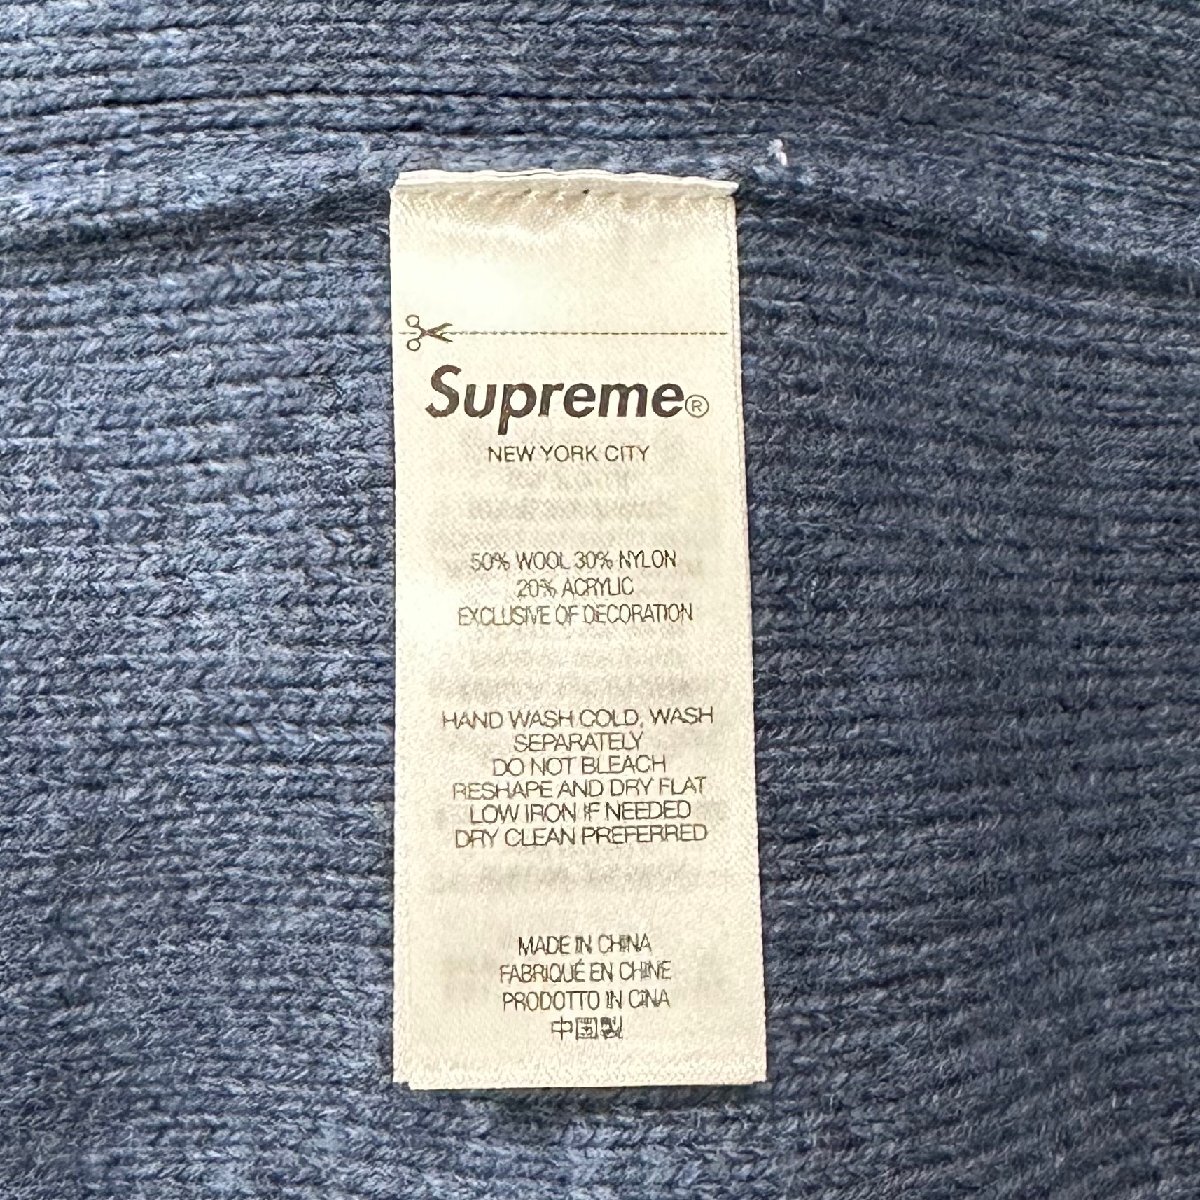 Supreme®
NEW YORK CITY
50% WOOL 30% NYLON
20% ACRYLIC
EXCLUSIVE OF DECORATION
HAND WASH COLD, WASH
SEPARATELY
DO NOT BLEACH
RESHAPE AND DRY FLAT
LOW IRON IF NEEDED
DRY CLEAN PREFERRED
MADE IN CHINA
FABRIQUÉ EN CHINE
PRODOTTO IN CINA
中国製